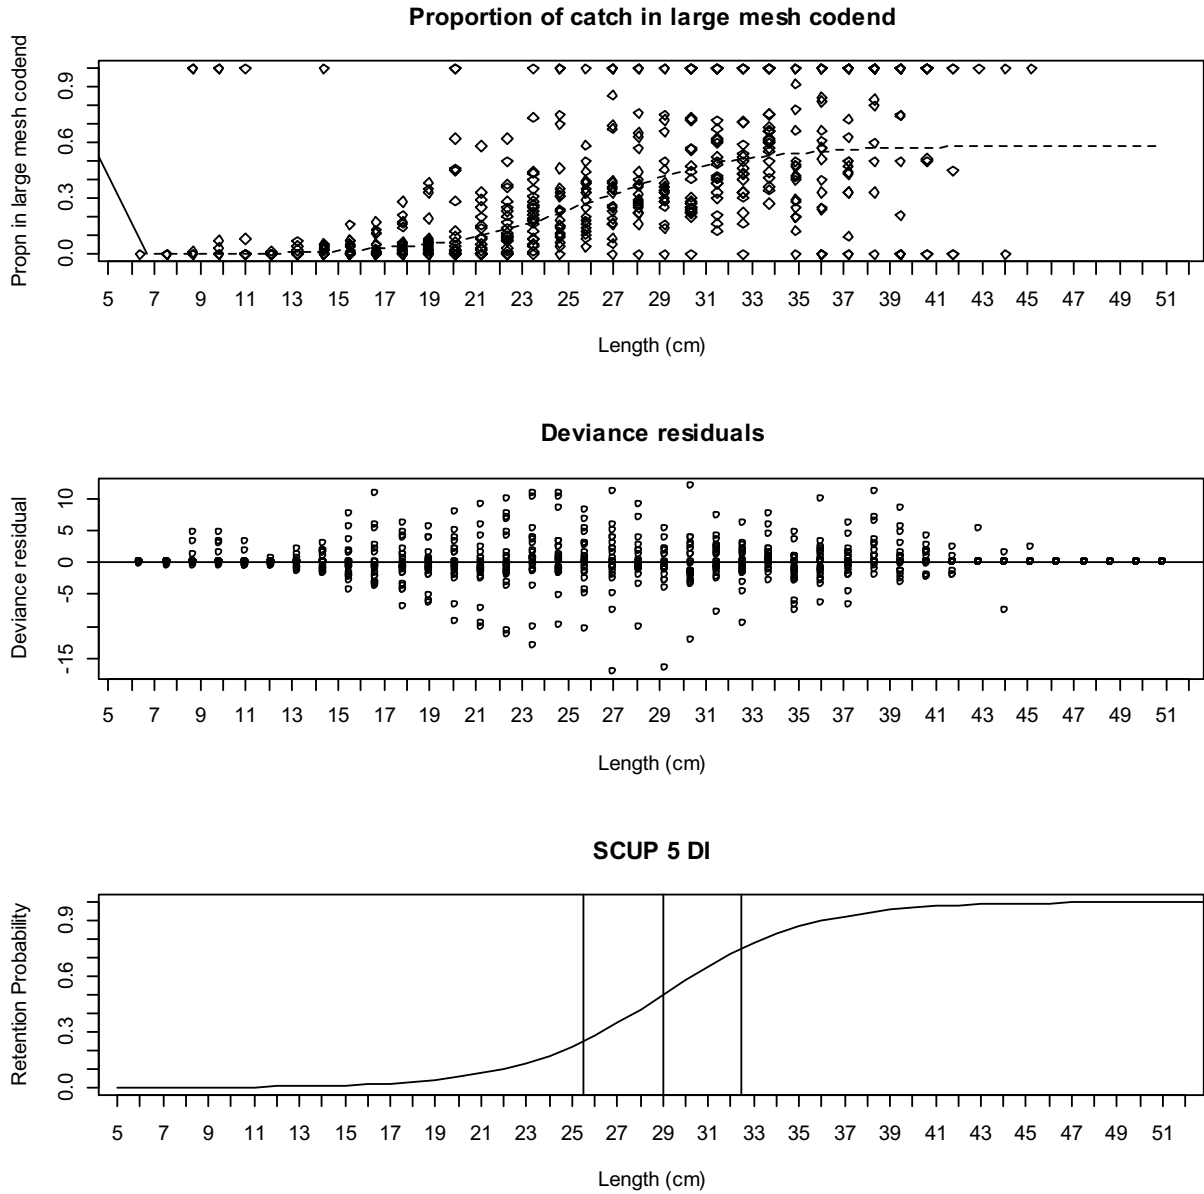 Proportion of catch in large mesh codend
Propn in large mesh codend
0.9
0.6
0.3
0.0
5 7 9 11 13 15 17 19 21 23 25 27 29 31 33 35 37 39 41 43 45 47 49 51
Length (cm)
Deviance residuals
Deviance residual
10
5
0
-5
-15
5 7 9 11 13 15 17 19 21 23 25 27 29 31 33 35 37 39 41 43 45 47 49 51
Length (cm)
SCUP 5 DI
Retention Probability
0.9
0.6
0.3
0.0
5 7 9 11 13 15 17 19 21 23 25 27 29 31 33 35 37 39 41 43 45 47 49 51
Length (cm)